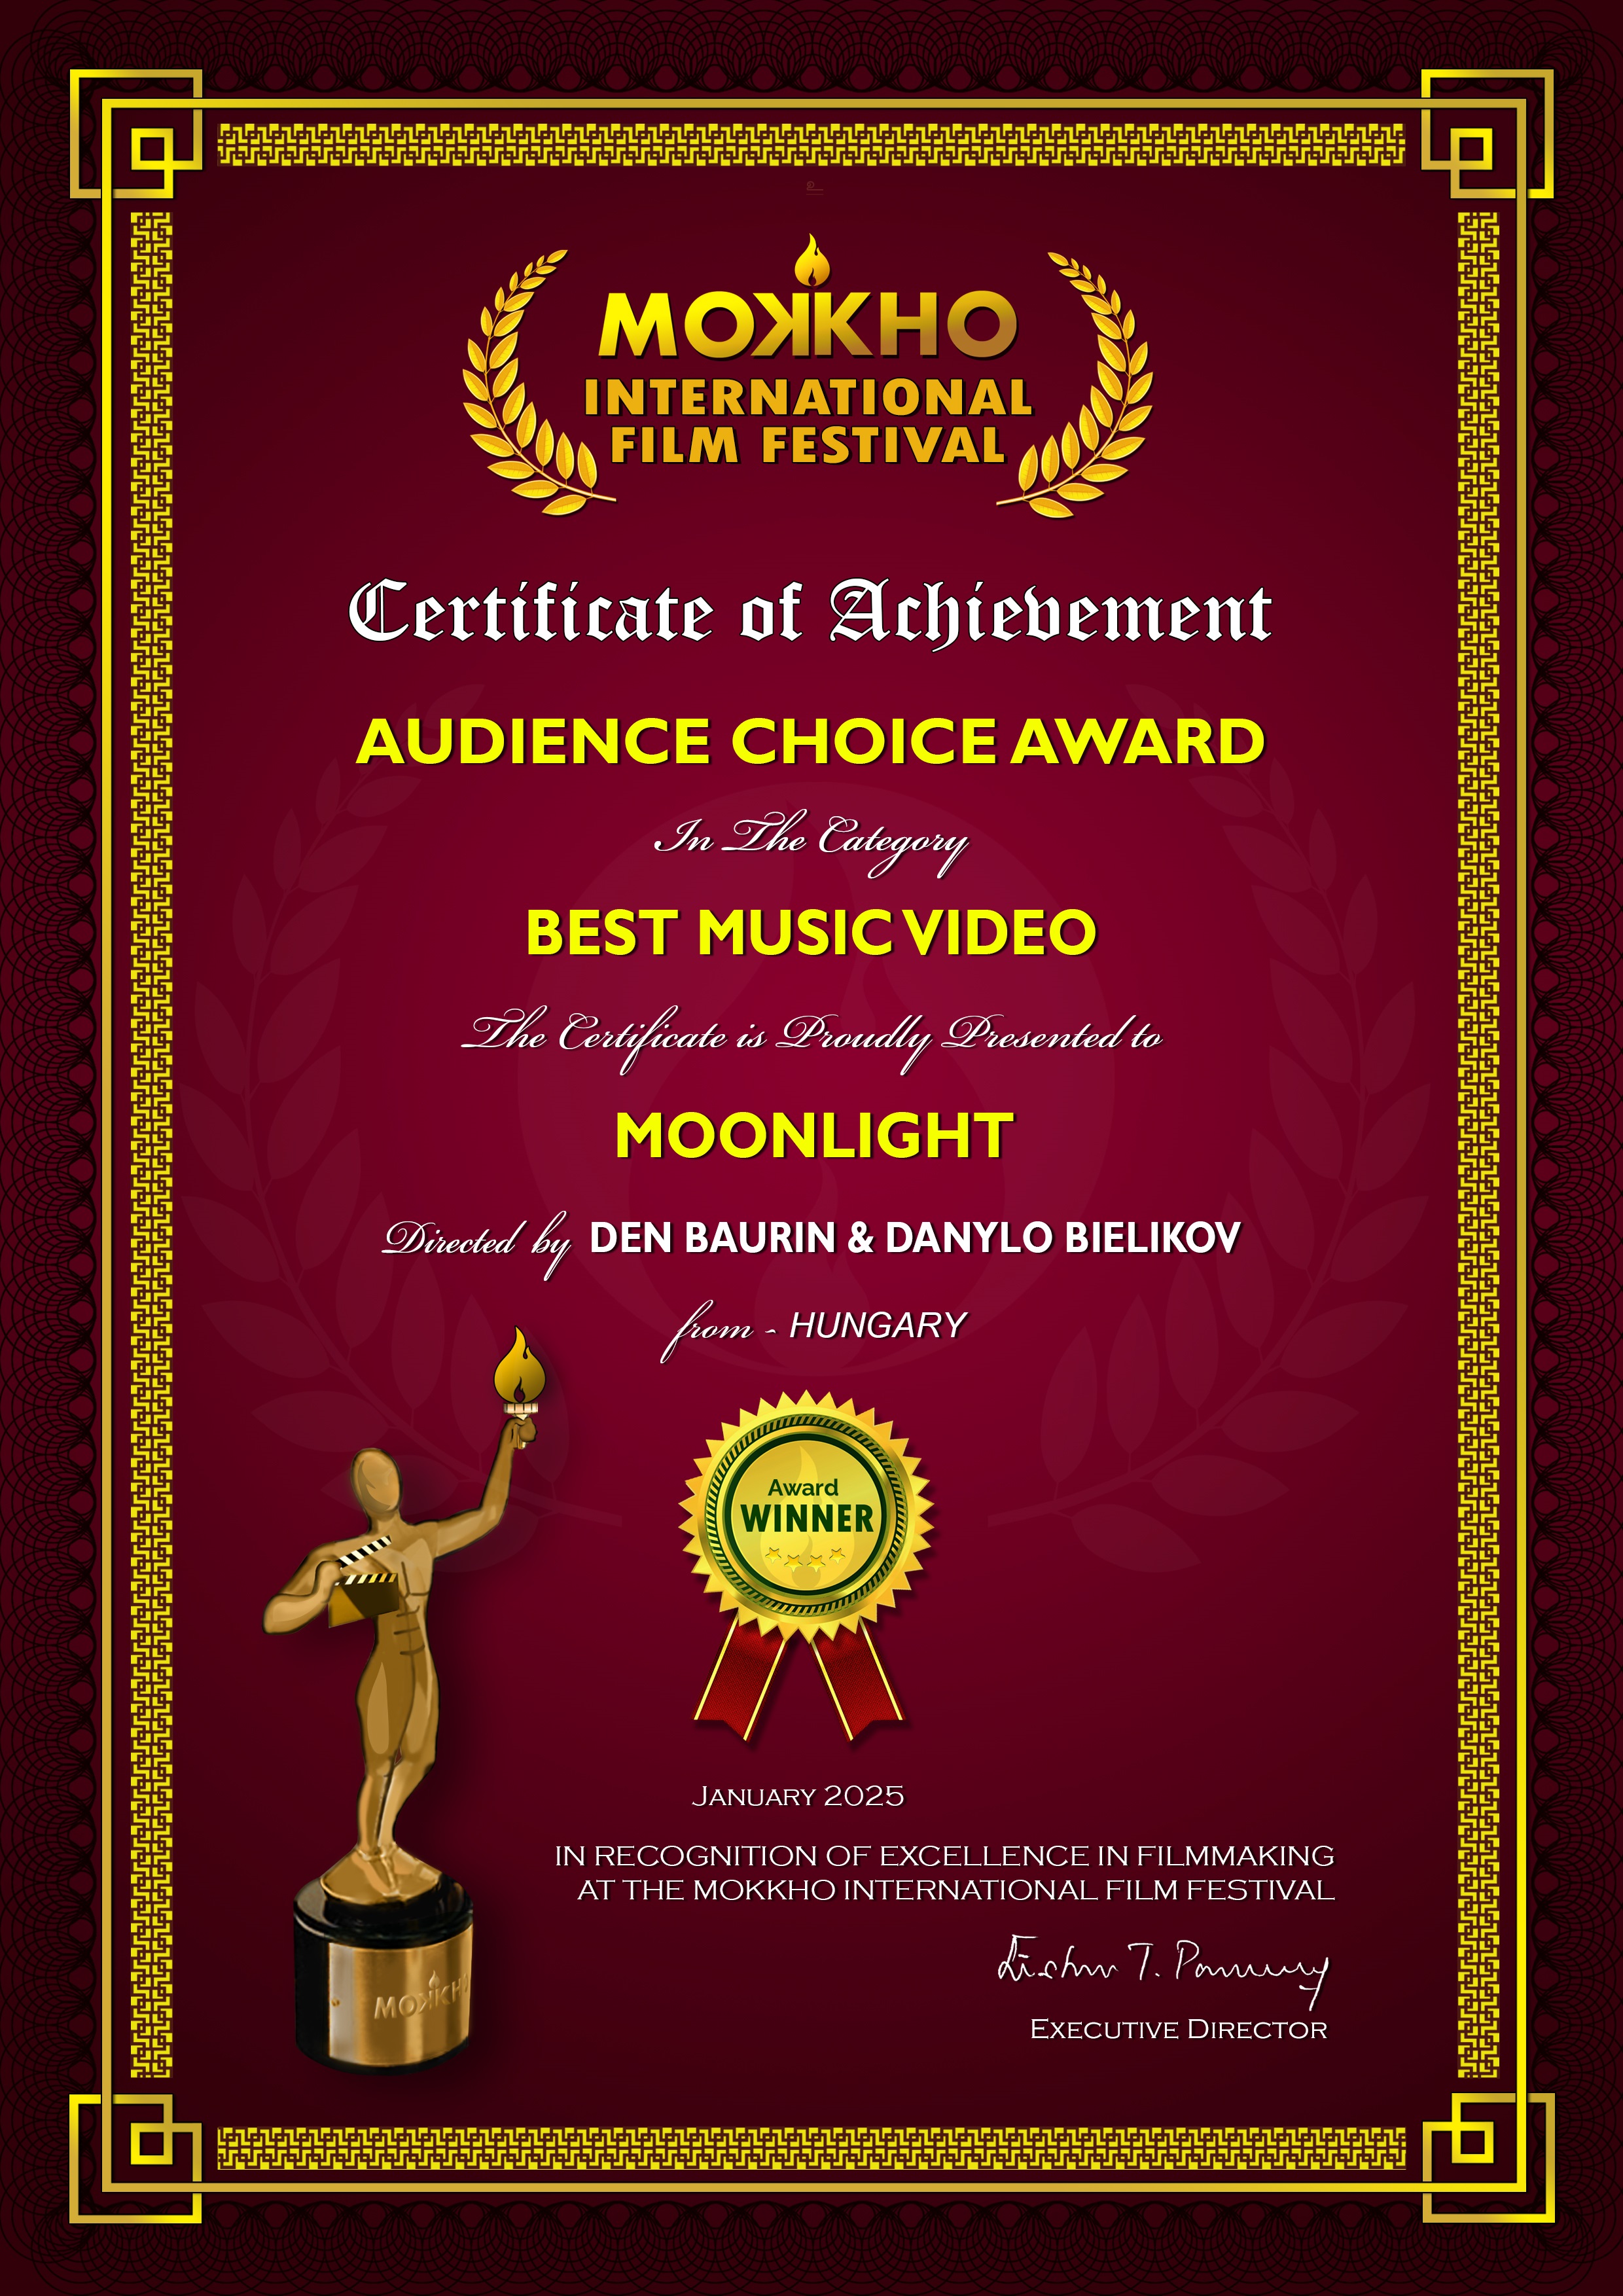 MOKKHO
INTERNATIONAL
FILM FESTIVAL
Certificate of Achievement
AUDIENCE CHOICE AWARD
In The Category
BEST MUSIC VIDEO
The Certificate is Proudly Presented to
MOONLIGHT
Directed by DEN BAURIN & DANYLO BIELIKOV
from - HUNGARY
Award
WINNER
JANUARY 2025
IN RECOGNITION OF EXCELLENCE IN FILMMAKING
AT THE MOKKHO INTERNATIONAL FILM FESTIVAL
T.
EXECUTIVE DIRECTOR
MOKKHO